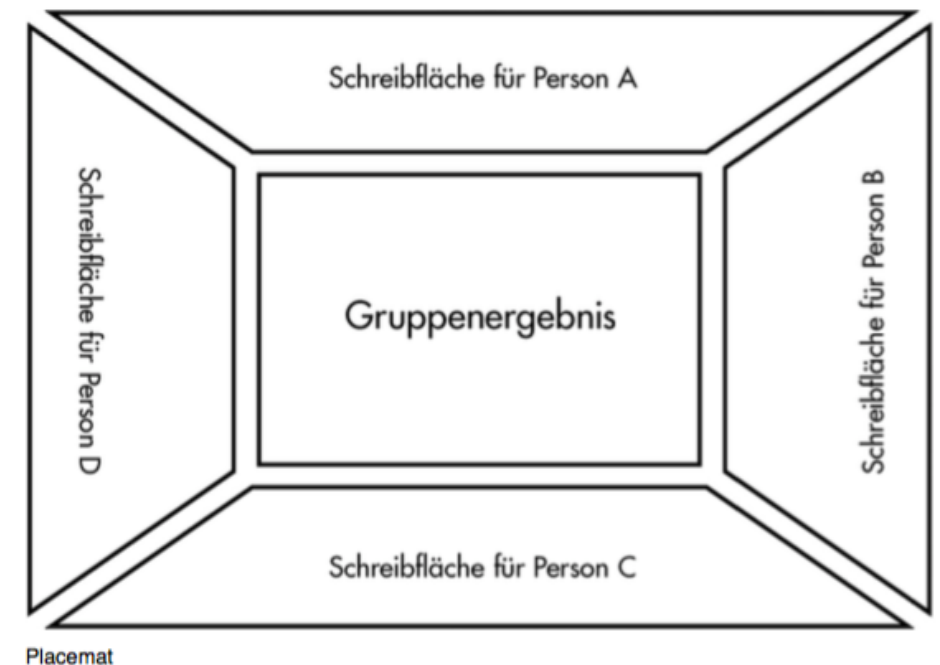 Schreibfläche für Person A
Schreibfläche für Person D
Gruppenergebnis
Schreibfläche für Person B
Schreibfläche für Person C
Placemat